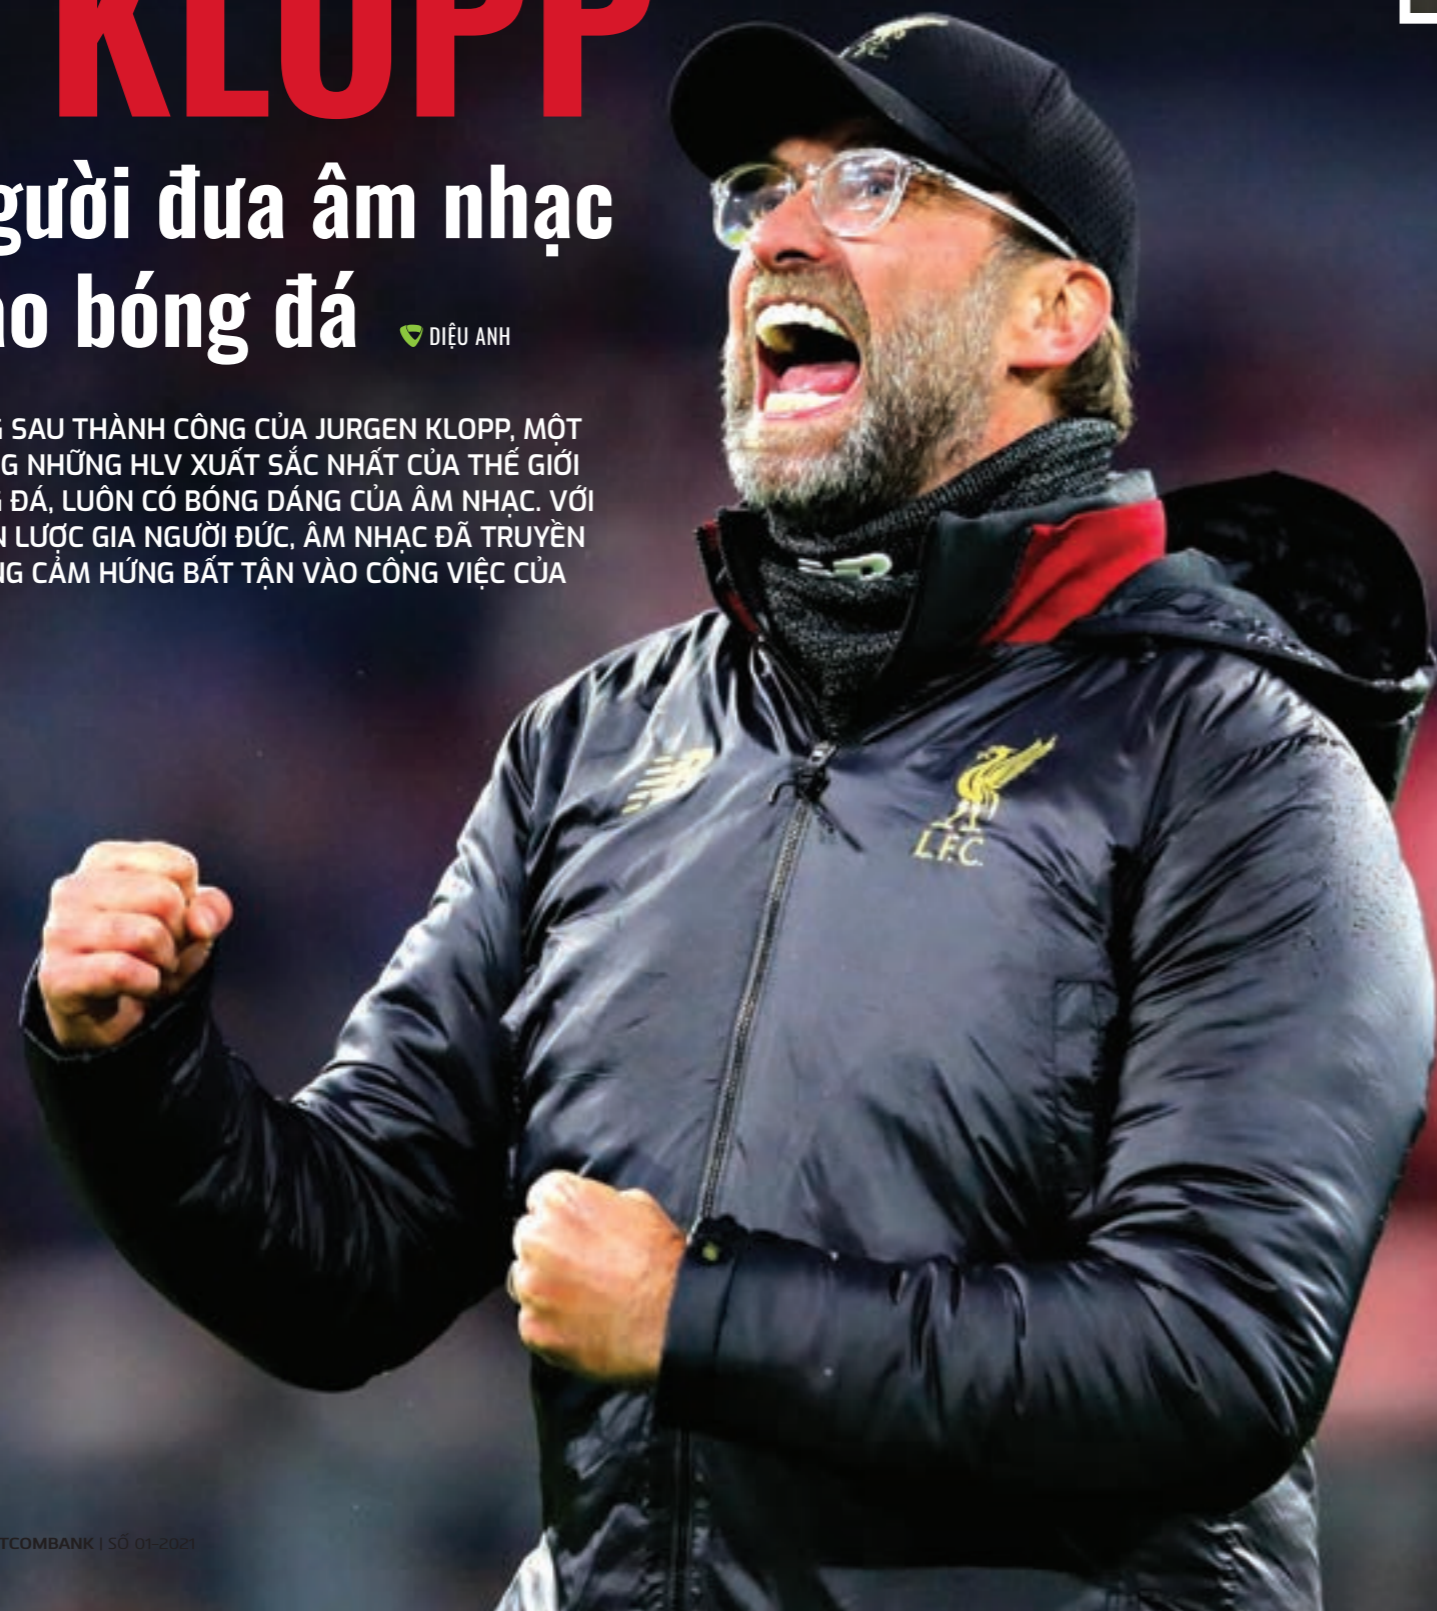 KLOPP
gười đưa âm nhạc
ao bóng đá
DIỆU ANH
SAU THÀNH CÔNG CỦA JURGEN KLOPP, MỘT
G NHỮNG HLV XUẤT SẮC NHẤT CỦA THẾ GIỚI
ĐÁ, LUÔN CÓ BÓNG DÁNG CỦA ÂM NHẠC. VỚI
N LƯỢC GIA NGƯỜI ĐỨC, ÂM NHẠC ĐÃ TRUYỀN
NG CẢM HỨNG BẤT TẬN VÀO CÔNG VIỆC CỦA
L.F.C.
TCOMBANK | SỐ 01-2021